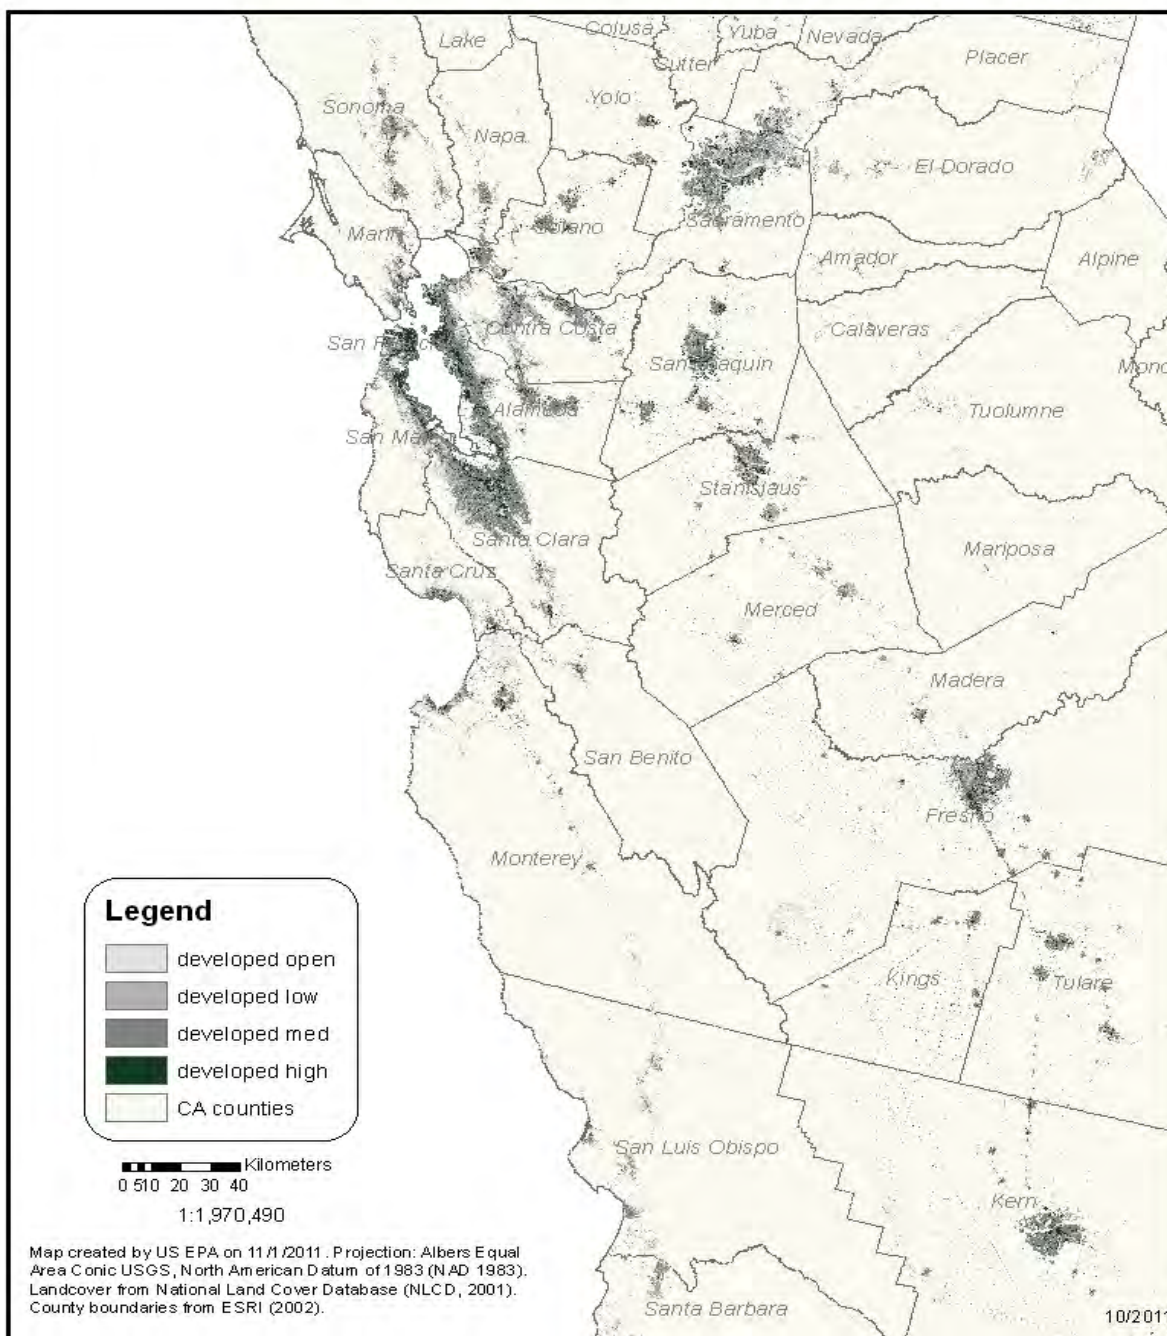 Colusa
Yuba
Nevada
Lake
Placer
Sutter
Yolo
Sonoma
Napa
El Dorado
Solano
Sacramento
Marin
Amador
Alpine
Contra Costa
Calaveras
San Joaquin
Mono
Alameda
Tuolumne
San Mateo
Stanislaus
Santa Clara
Mariposa
Santa Cruz
Merced
Madera
San Benito
Fresno
Monterey
Kings
Tulare
San Luis Obispo
Kern
Santa Barbara
Legend
developed open
developed low
developed med
developed high
CA counties
Kilometers
0 510 20 30 40
1:1,970,490
Map created by US EPA on 11/1/2011. Projection: Albers Equal
Area Conic USGS, North American Datum of 1983 (NAD 1983).
Landcover from National Land Cover Database (NLCD, 2001).
County boundaries from ESRI (2002).
10/2011